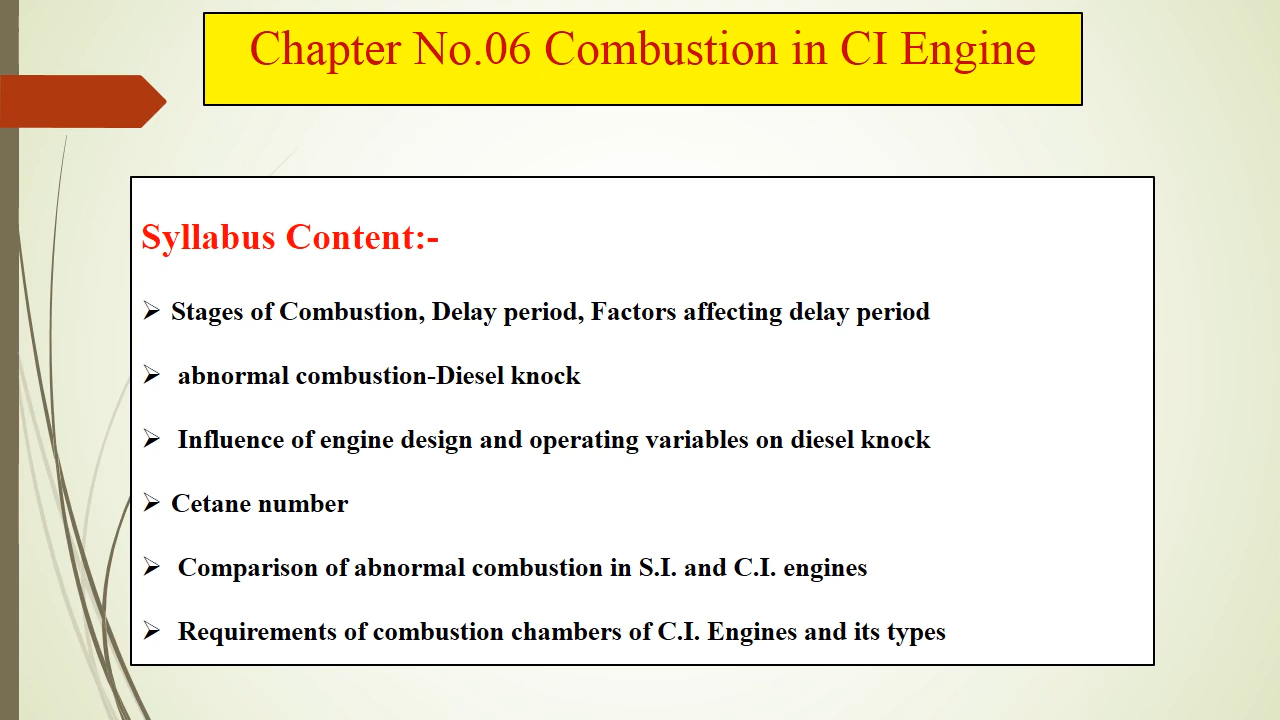 Chapter No.06 Combustion in CI Engine
Syllabus Content:-
➢ Stages of Combustion, Delay period, Factors affecting delay period
➢ abnormal combustion-Diesel knock
➢ Influence of engine design and operating variables on diesel knock
➢ Cetane number
➢ Comparison of abnormal combustion in S.I. and C.I. engines
➢ Requirements of combustion chambers of C.I. Engines and its types